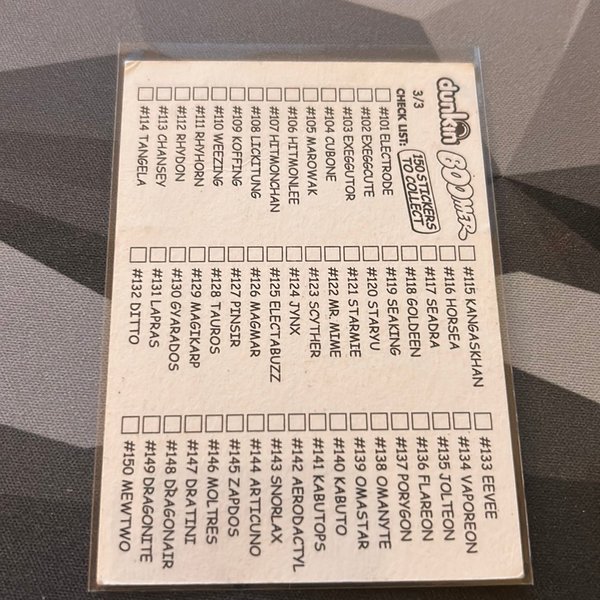 dunkin BOOMER
3/3
CHECK LIST: 150 STICKERS
TO COLLECT
#101 ELECTRODE
#102 EXEGGCUTE
#103 EXEGGUTOR
#104 CUBONE
#105 MAROWAK
#106 HITMONLEE
#107 HITMONCHAN
#108 LICKITUNG
#109 KOFFING
#110 WEEZING
#111 RHYHORN
#112 RHYDON
#113 CHANSEY
#114 TANGELA
#115 KANGASKHAN
#116 HORSEA
#117 SEADRA
#118 GOLDEEN
#119 SEAKING
#120 STARYU
#121 STARMIE
#122 MR. MIME
#123 SCYTHER
#124 JYNX
#125 ELECTABUZZ
#126 MAGMAR
#127 PINSIR
#128 TAUROS
#129 MAGIKARP
#130 GYARADOS
#131 LAPRAS
#132 DITTO
#133 EEVEE
#134 VAPOREON
#135 JOLTEON
#136 FLAREON
#137 PORYGON
#138 OMANYTE
#139 OMASTAR
#140 KABUTO
#141 KABUTOPS
#142 AERODACTYL
#143 SNORLAX
#144 ARTICUNO
#145 ZAPDOS
#146 MOLTRES
#147 DRATINI
#148 DRAGONAIR
#149 DRAGONITE
#150 MEWTWO